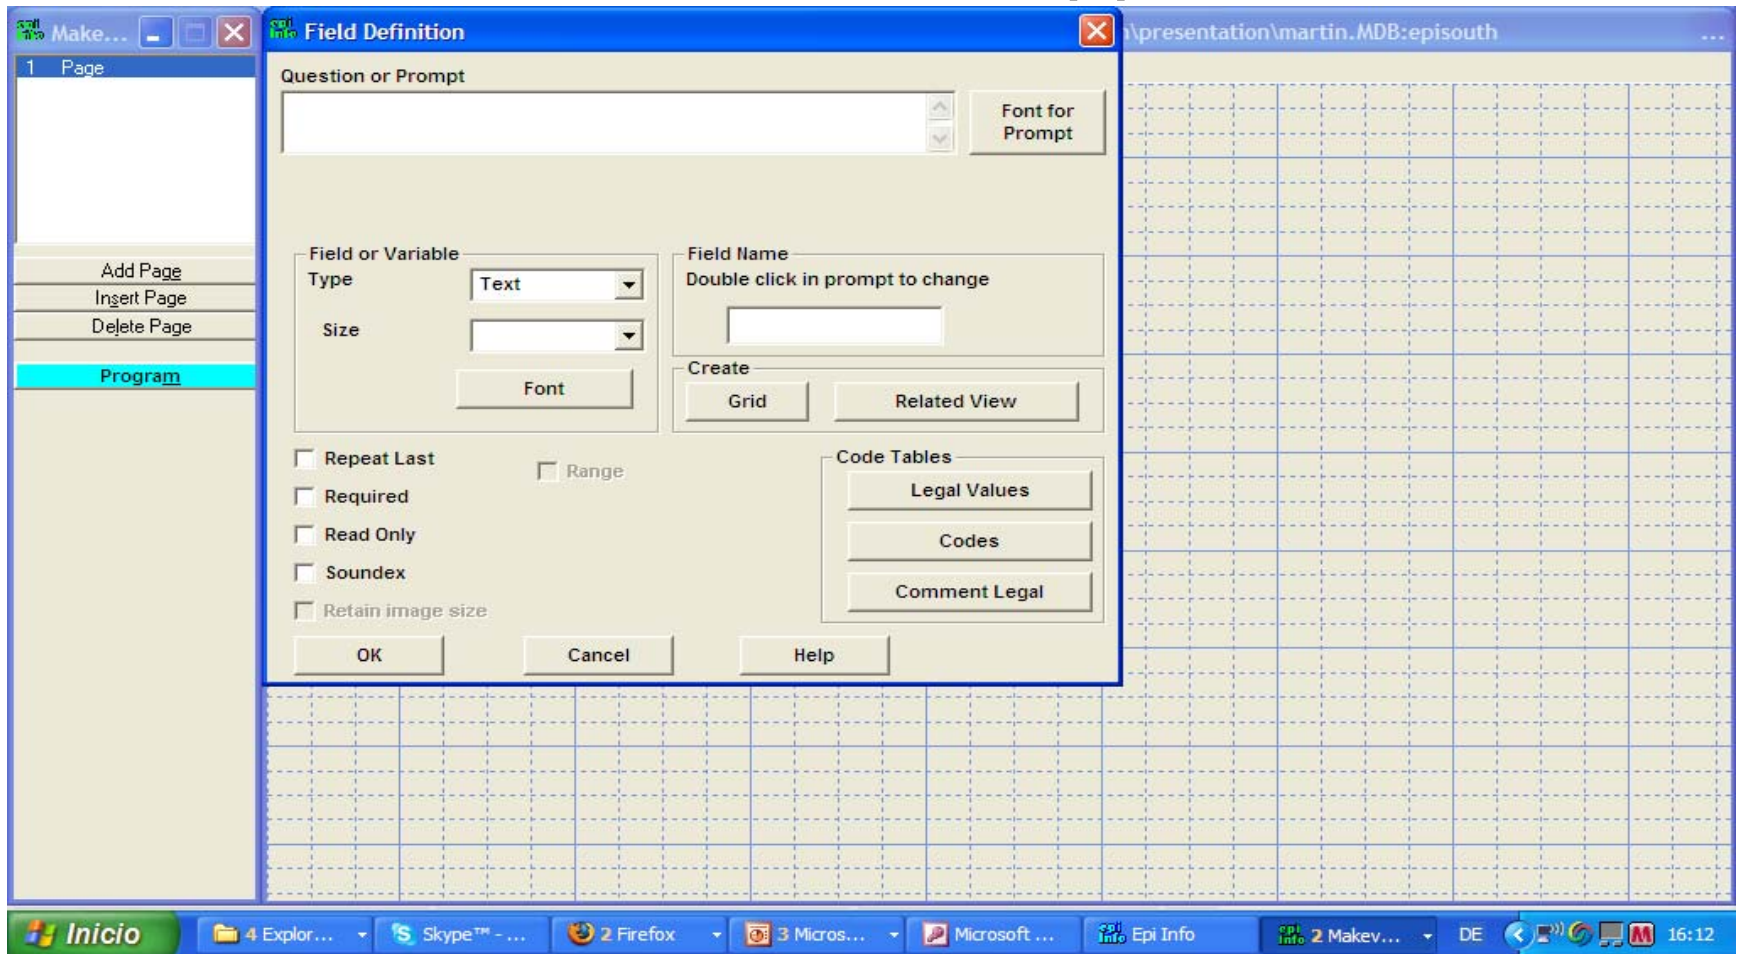 Make...
Field Definition
n\presentation\martin.MDB:episouth
...
1 Page
Question or Prompt
Font for
Prompt
Add Page
Insert Page
Delete Page
Program
Field or Variable
Type
Text
Size
Font
Field Name
Double click in prompt to change
Create
Grid
Related View
Repeat Last
Range
Required
Read Only
Soundex
Retain image size
Code Tables
Legal Values
Codes
Comment Legal
OK
Cancel
Help
Inicio
4 Explor...
Skype™ - ...
2 Firefox
3 Micros...
Microsoft ...
Epi Info
2 Makev...
DE
16:12